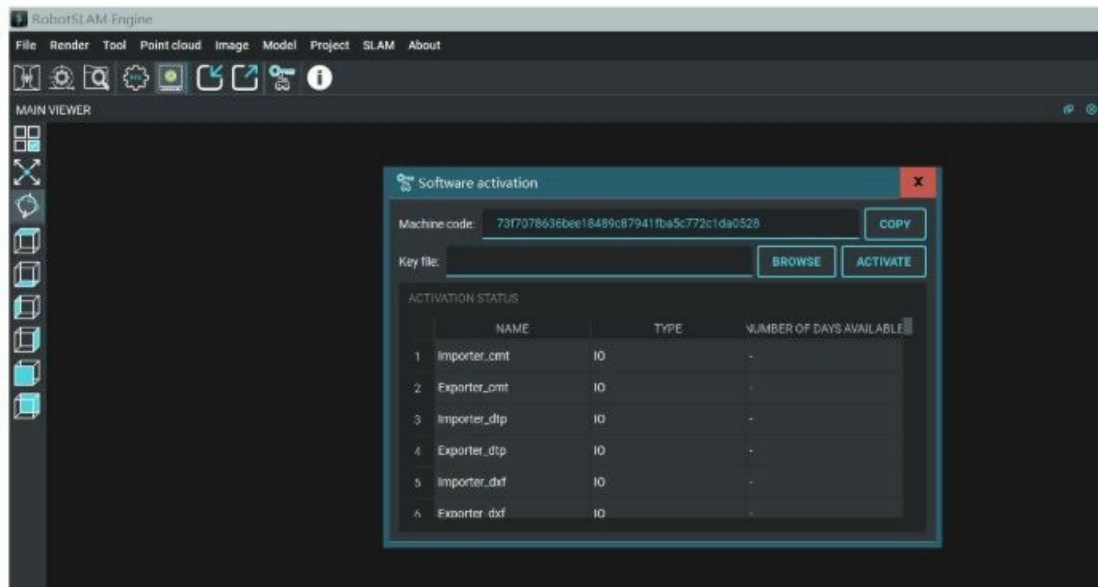 RobotSLAM Engine
File Render Tool Point cloud Image Model Project SLAM About
MAIN VIEWER
Software activation
X
Machine code: 73f7078636bee18489c87941fba5c772c1da0528 COPY
Key file: BROWSE ACTIVATE
ACTIVATION STATUS
NAME TYPE NUMBER OF DAYS AVAILABLE
1 Importer_cmt IO -
2 Exporter_cmt IO -
3 Importer_dtp IO -
4 Exporter_dtp IO -
5 Importer_dxf IO -
6 Exporter_dxf IO -